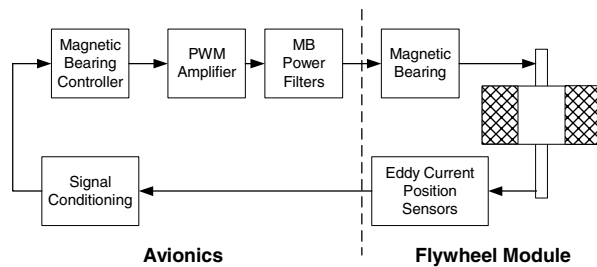 Magnetic
Bearing
Controller
PWM
Amplifier
MB
Power
Filters
Magnetic
Bearing
Signal
Conditioning
Eddy Current
Position
Sensors
Avionics
Flywheel Module